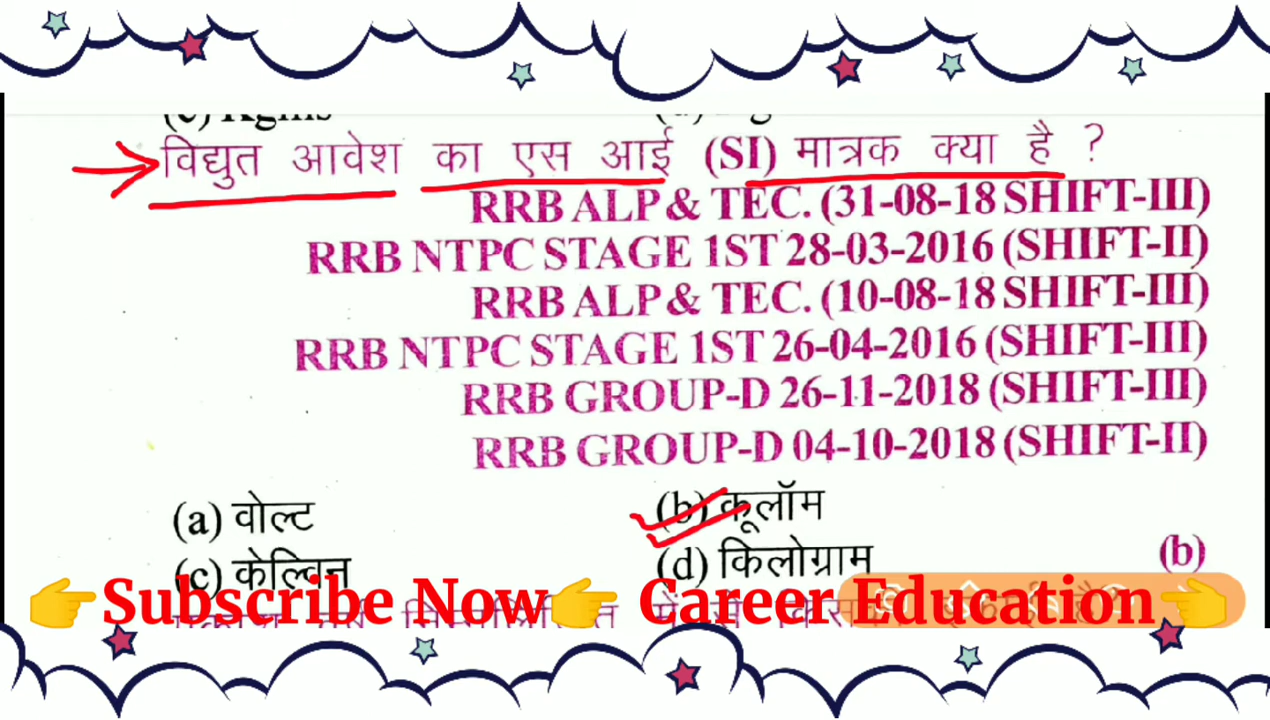 विद्युत आवेश का एस आई (SI) मात्रक क्या है ?
RRB ALP & TEC. (31-08-18 SHIFT-III)
RRB NTPC STAGE 1ST 28-03-2016 (SHIFT-II)
RRB ALP & TEC. (10-08-18 SHIFT-III)
RRB NTPC STAGE 1ST 26-04-2016 (SHIFT-III)
RRB GROUP-D 26-11-2018 (SHIFT-III)
RRB GROUP-D 04-10-2018 (SHIFT-II)
(a) वोल्ट (b) कूलॉम
(c) केल्विन (d) किलोग्राम (b)
👉Subscribe Now👉 Career Education👈